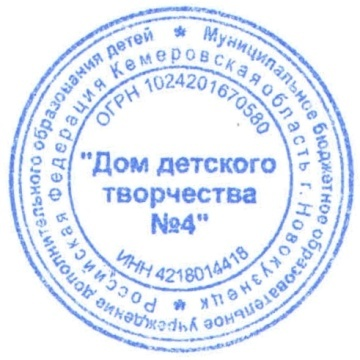 Муниципальное бюджетное образовательное учреждение дополнительного образования детей
Российская Федерация Кемеровская область г. Новокузнецк
ОГРН 1024201670580
"Дом детского
творчества
№4"
ИНН 4218014418